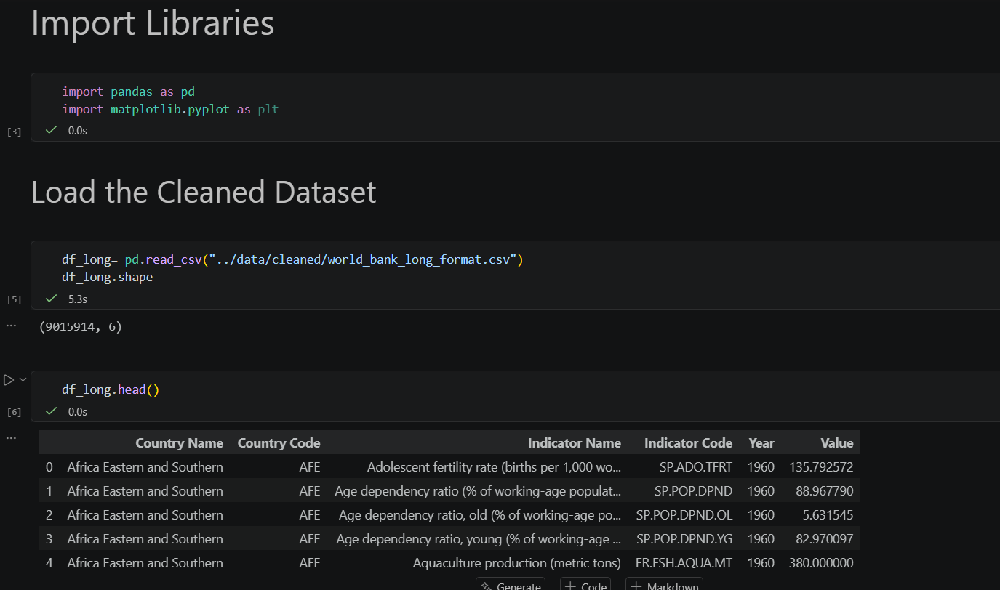 Import Libraries
import pandas as pd
import matplotlib.pyplot as plt
[3] 0.0s
Load the Cleaned Dataset
df_long= pd.read_csv("../data/cleaned/world_bank_long_format.csv")
df_long.shape
[5] 5.3s
... (9015914, 6)
df_long.head()
[6] 0.0s
...
Country Name Country Code Indicator Name Indicator Code Year Value
0 Africa Eastern and Southern AFE Adolescent fertility rate (births per 1,000 wo... SP.ADO.TFRT 1960 135.792572
1 Africa Eastern and Southern AFE Age dependency ratio (% of working-age populat... SP.POP.DPND 1960 88.967790
2 Africa Eastern and Southern AFE Age dependency ratio, old (% of working-age po... SP.POP.DPND.OL 1960 5.631545
3 Africa Eastern and Southern AFE Age dependency ratio, young (% of working-age ... SP.POP.DPND.YG 1960 82.970097
4 Africa Eastern and Southern AFE Aquaculture production (metric tons) ER.FSH.AQUA.MT 1960 380.000000
Generate + Code + Markdown